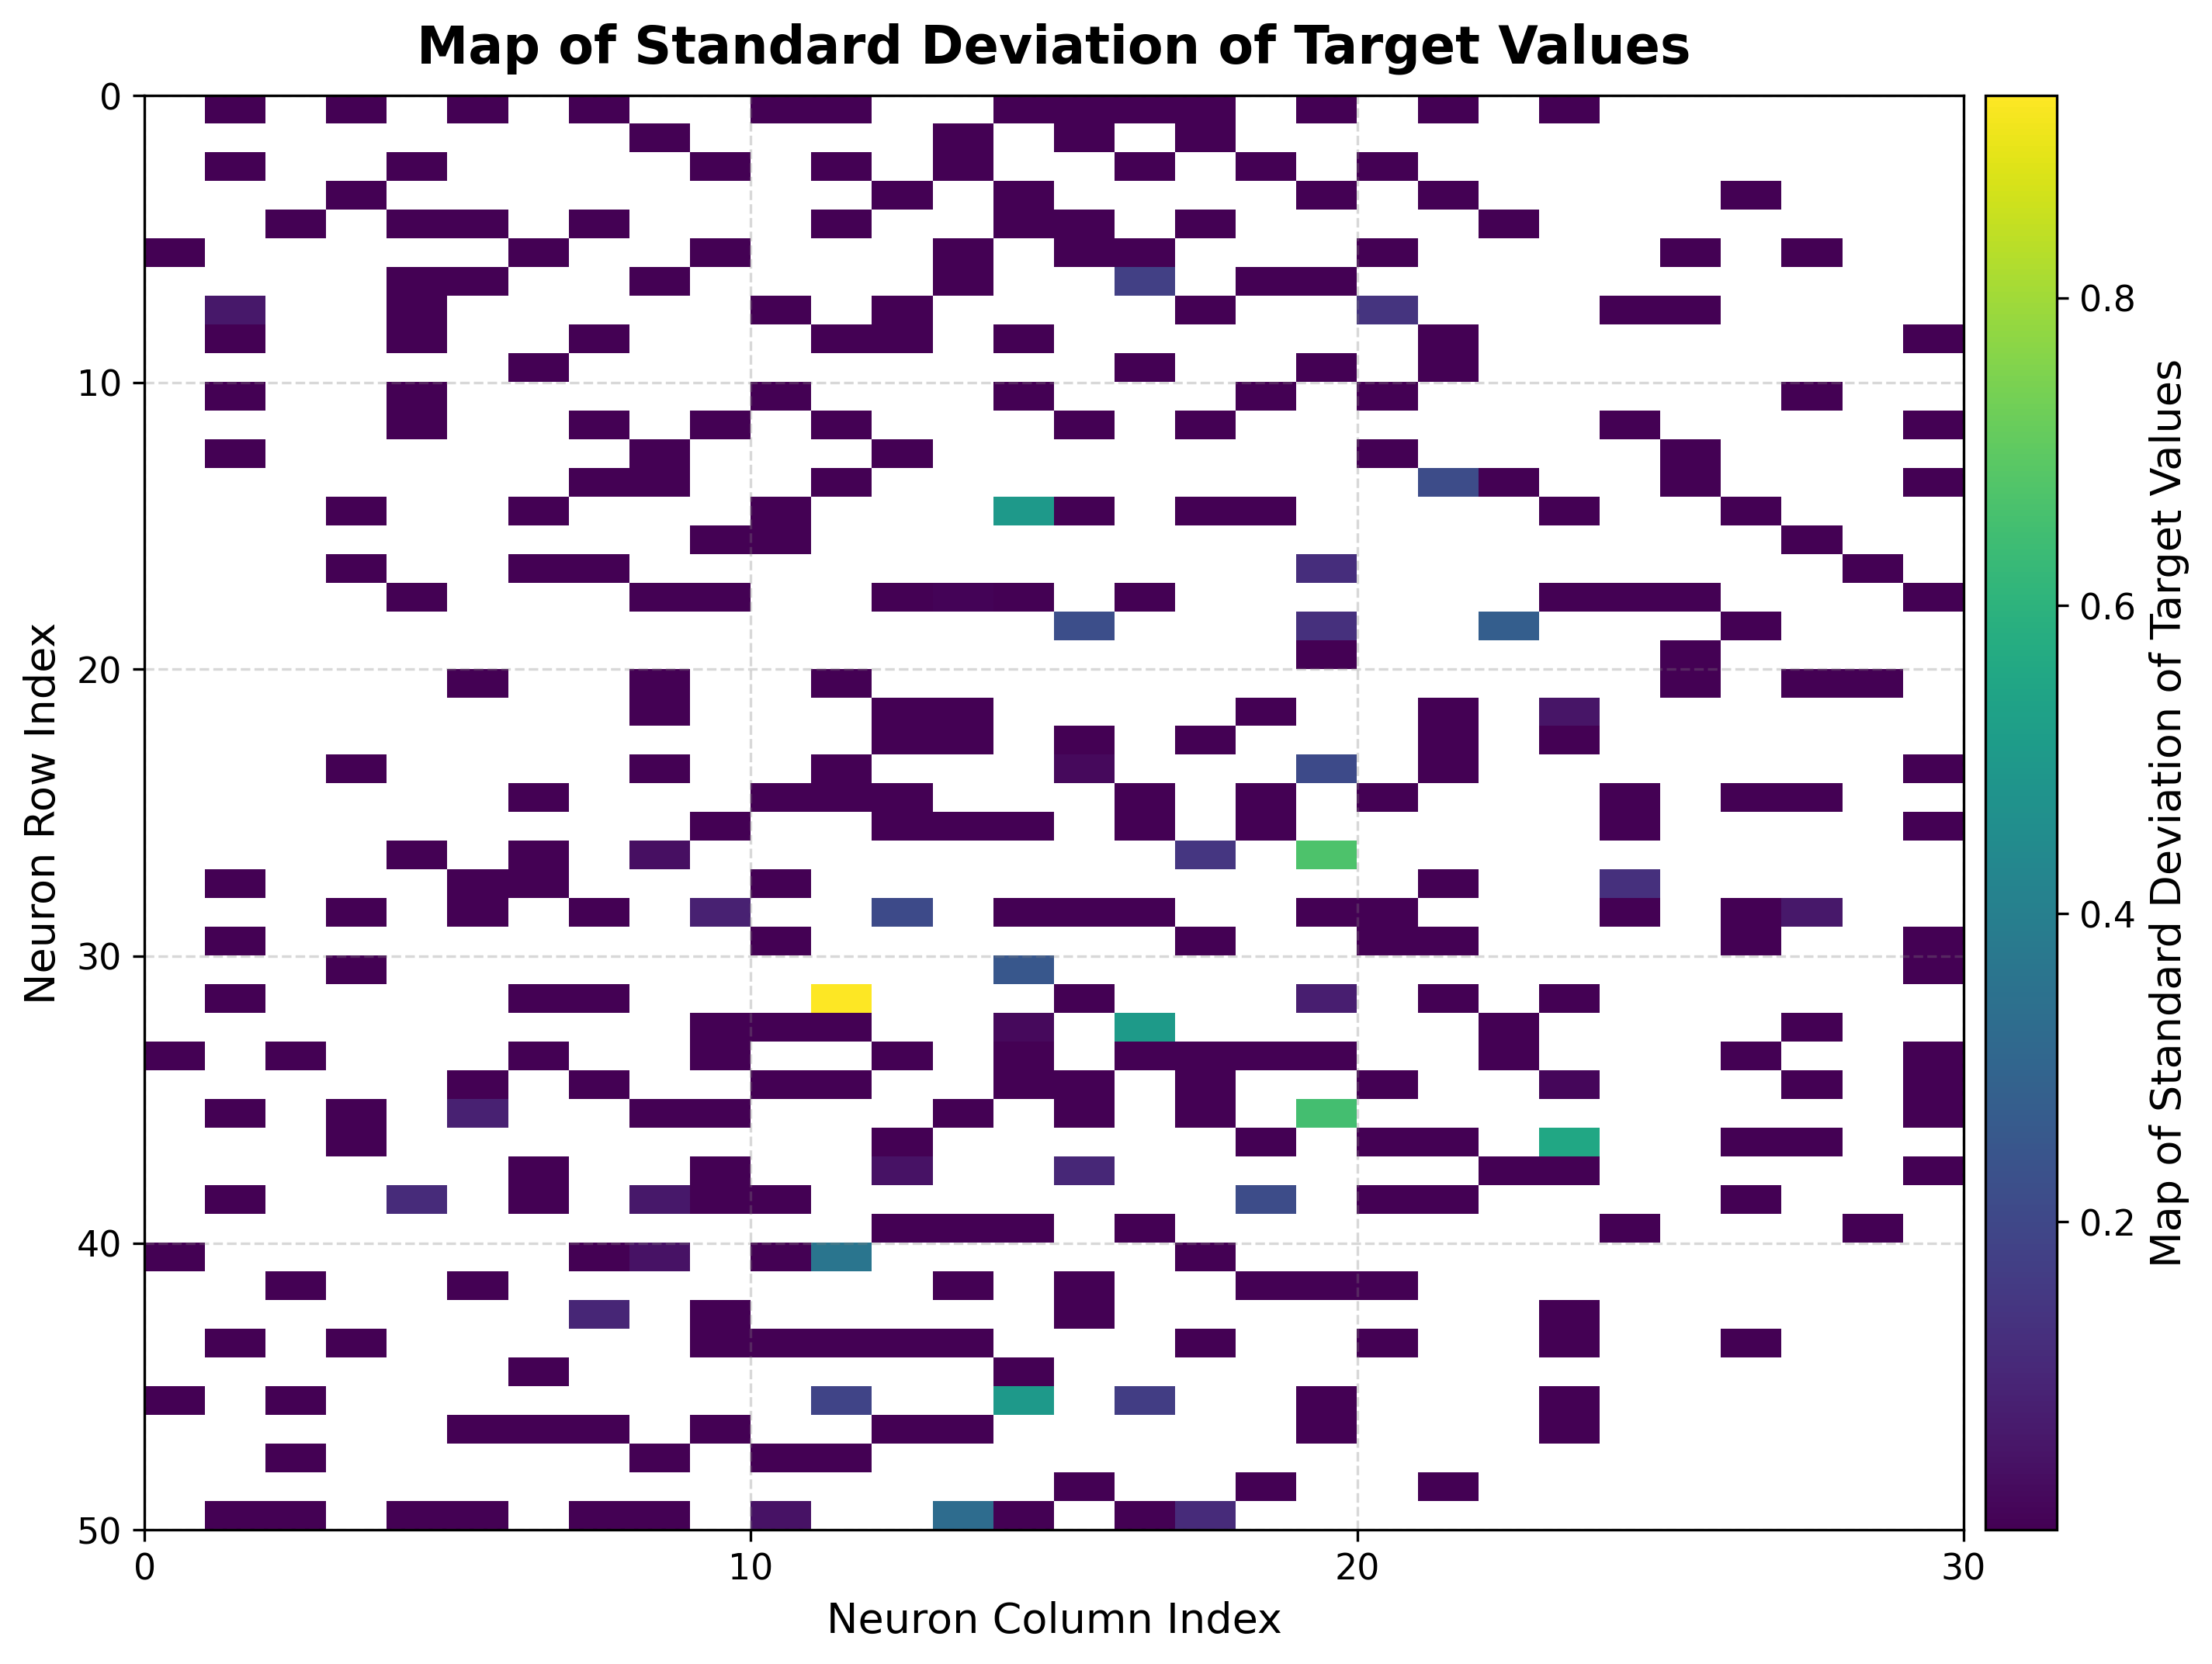 Map of Standard Deviation of Target Values
0
10
20
30
40
50
Neuron Row Index
0 10 20 30
Neuron Column Index
0.8
0.6
0.4
0.2
Map of Standard Deviation of Target Values